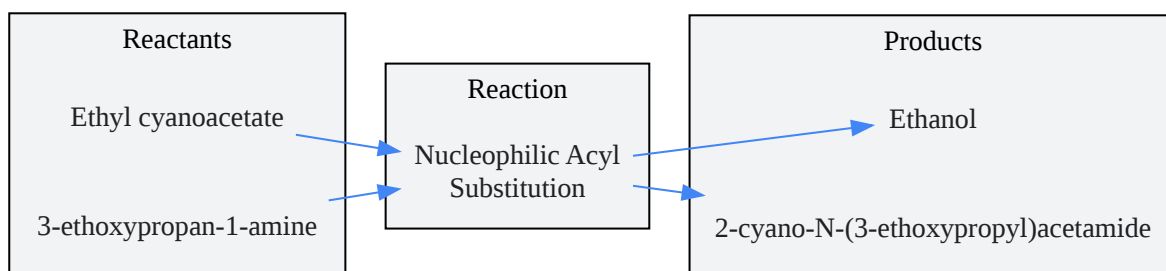 Reactants
Ethyl cyanoacetate
3-ethoxypropan-1-amine
Reaction
Nucleophilic Acyl
Substitution
Products
Ethanol
2-cyano-N-(3-ethoxypropyl)acetamide